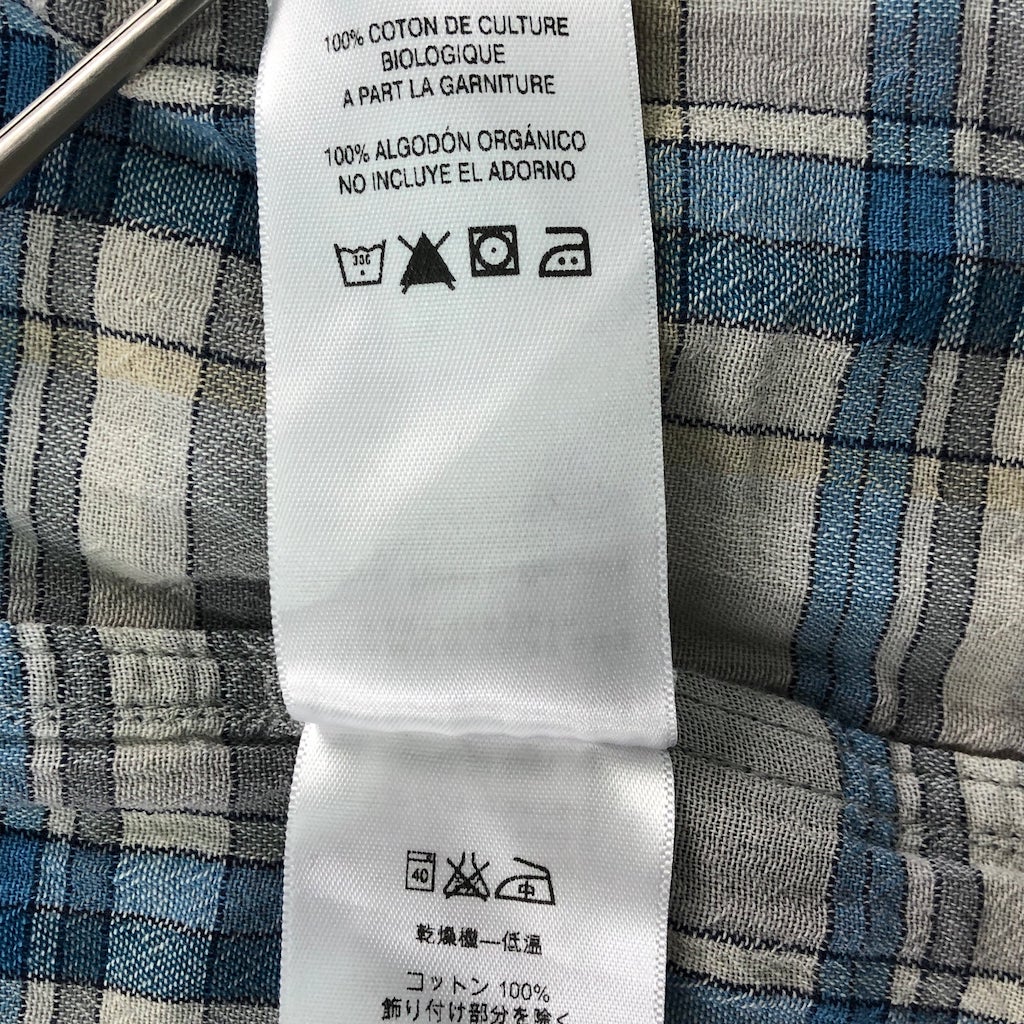 100% COTON DE CULTURE
BIOLOGIQUE
A PART LA GARNITURE
100% ALGODÓN ORGÁNICO
NO INCLUYE EL ADORNO
40
中
乾燥機—低温
コットン 100%
飾り付け部分を除く